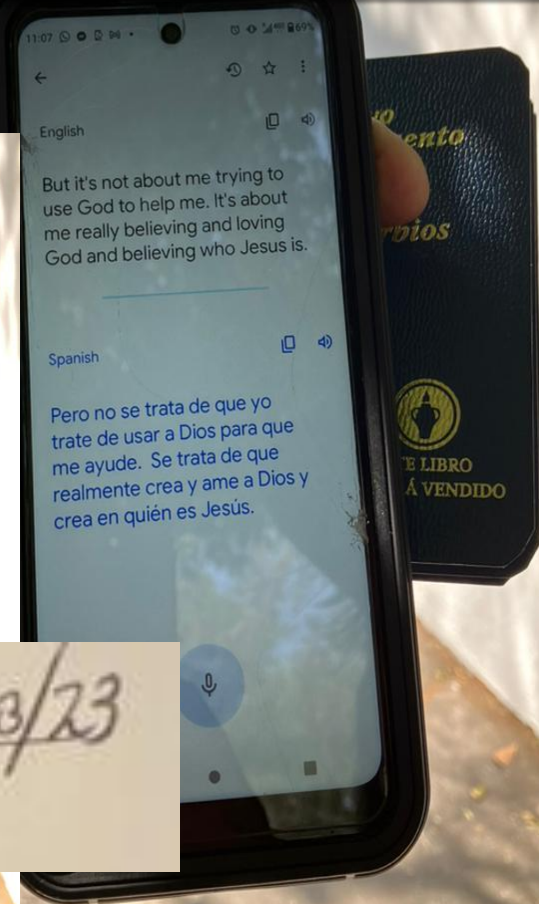 11:07
69%
English
But it's not about me trying to
use God to help me. It's about
me really believing and loving
God and believing who Jesus is.
Spanish
Pero no se trata de que yo
trate de usar a Dios para que
me ayude. Se trata de que
realmente crea y ame a Dios y
crea en quién es Jesús.
ento
rbios
E LIBRO
Á VENDIDO
/23